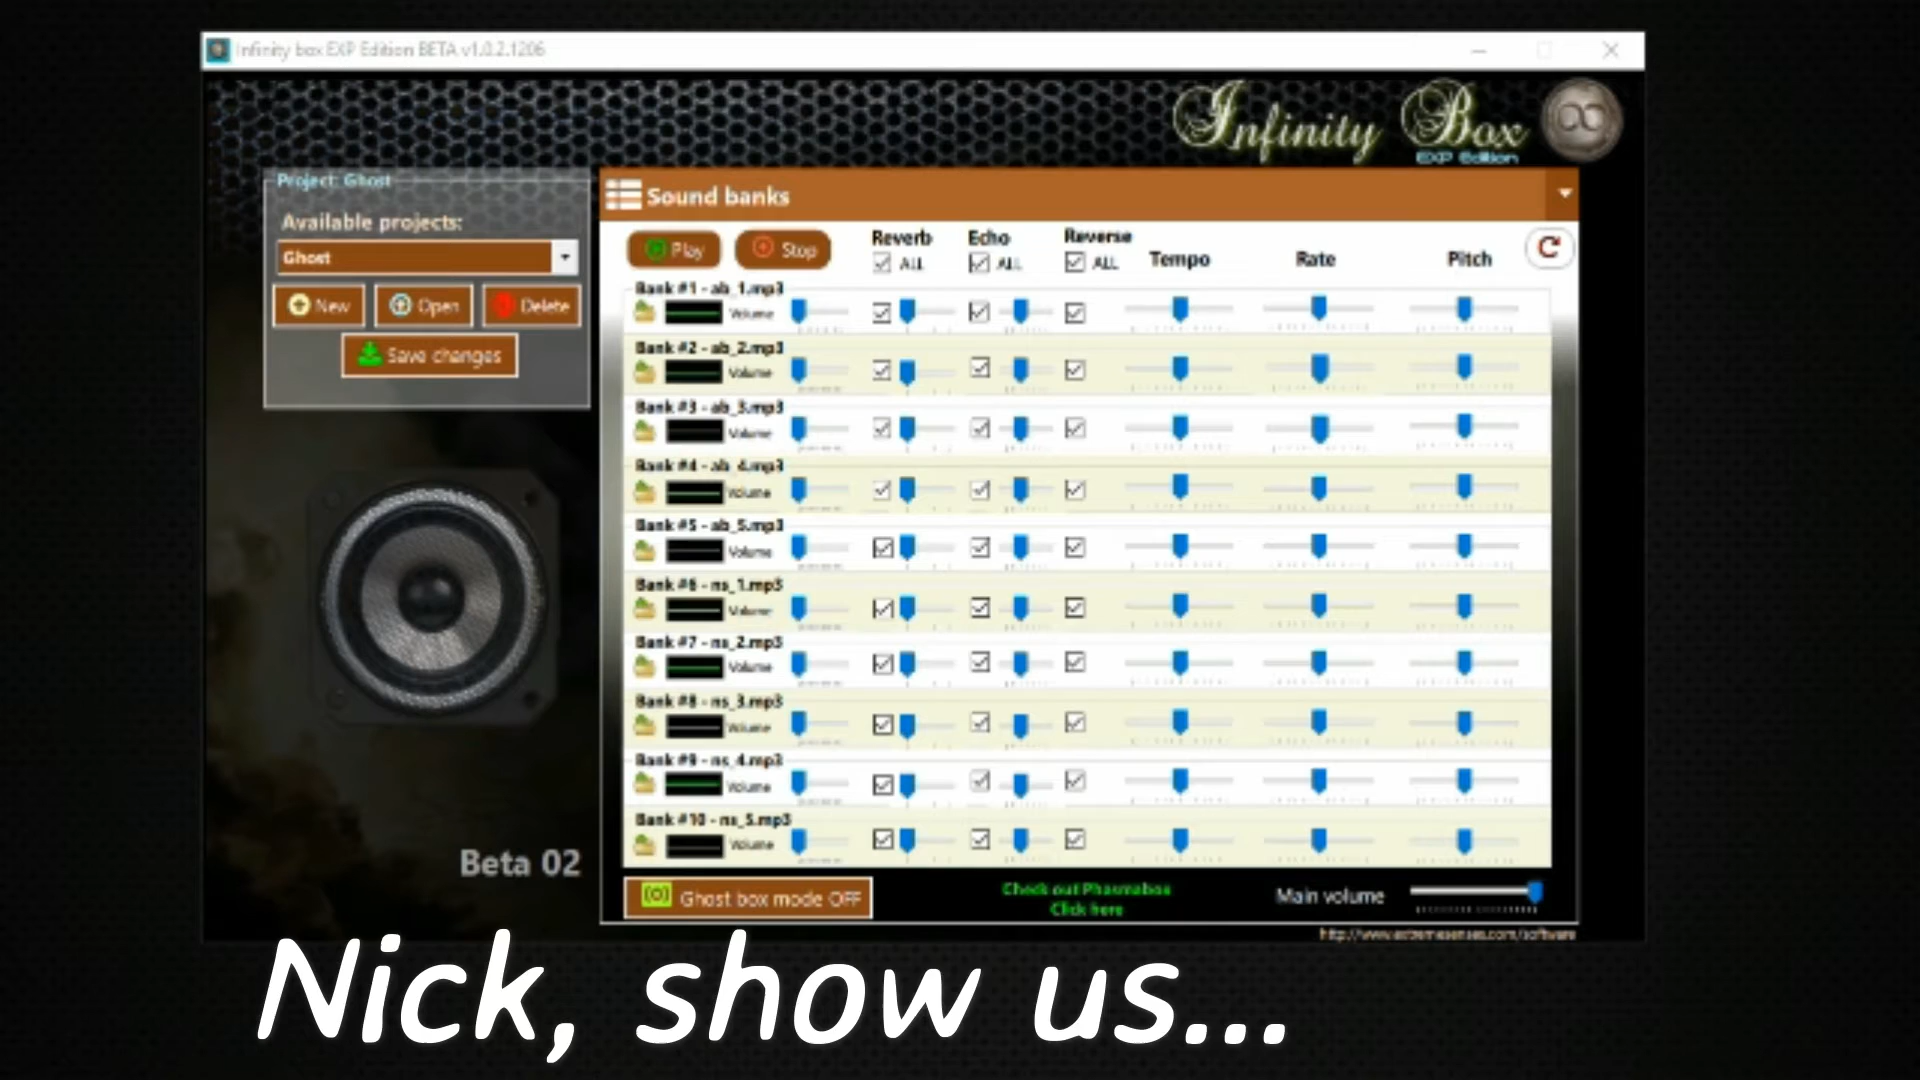 Infinity box EXP Edition BETA v1.0.2.1206
Infinity Box
EXP Edition
Project: Ghost
Available projects:
Ghost
New
Open
Delete
Save changes
Sound banks
Play
Stop
Reverb
ALL
Echo
ALL
Reverse
ALL
Tempo
Rate
Pitch
Bank #1 - ab_1.mp3
Volume
Bank #2 - ab_2.mp3
Volume
Bank #3 - ab_3.mp3
Volume
Bank #4 - ab_4.mp3
Volume
Bank #5 - ab_5.mp3
Volume
Bank #6 - ns_1.mp3
Volume
Bank #7 - ns_2.mp3
Volume
Bank #8 - ns_3.mp3
Volume
Bank #9 - ns_4.mp3
Volume
Bank #10 - ns_5.mp3
Volume
Beta 02
Ghost box mode OFF
Check out Phasmabox
Click here
Main volume
http://www.extremesenses.com/software
Nick, show us...